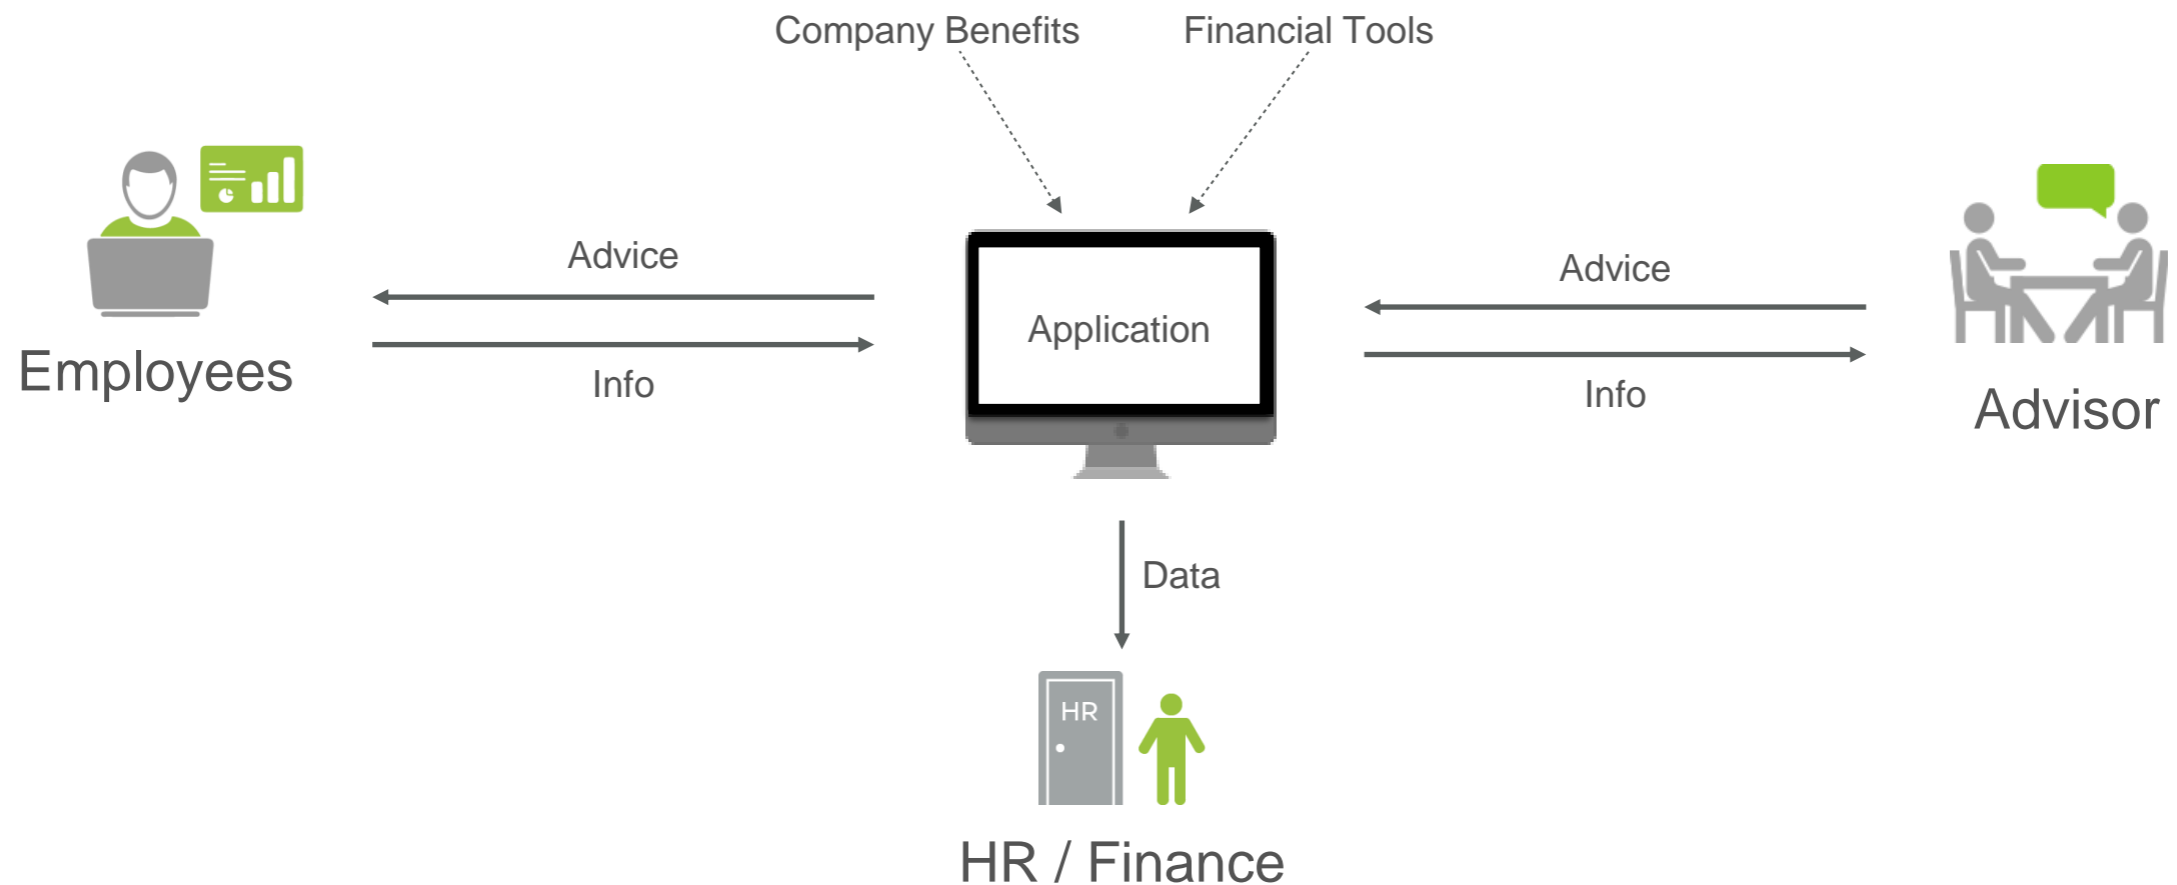 Company Benefits
Financial Tools
Advice
Info
Employees
Application
Advice
Info
Advisor
Data
HR
HR / Finance